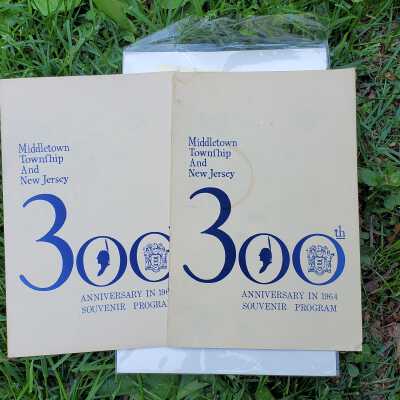 Middletown
Townſhip
And
New Jersey
300
ANNIVERSARY IN 196
SOUVENIR PROGRAM
Middletown
Townſhip
And
New Jersey
300th
ANNIVERSARY IN 1964
SOUVENIR PROGRAM